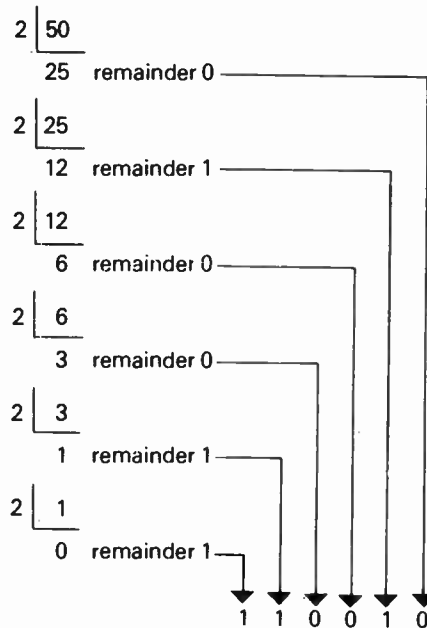 2 50
25 remainder 0
2 25
12 remainder 1
2 12
6 remainder 0
2 6
3 remainder 0
2 3
1 remainder 1
2 1
0 remainder 1
1 1 0 0 1 0